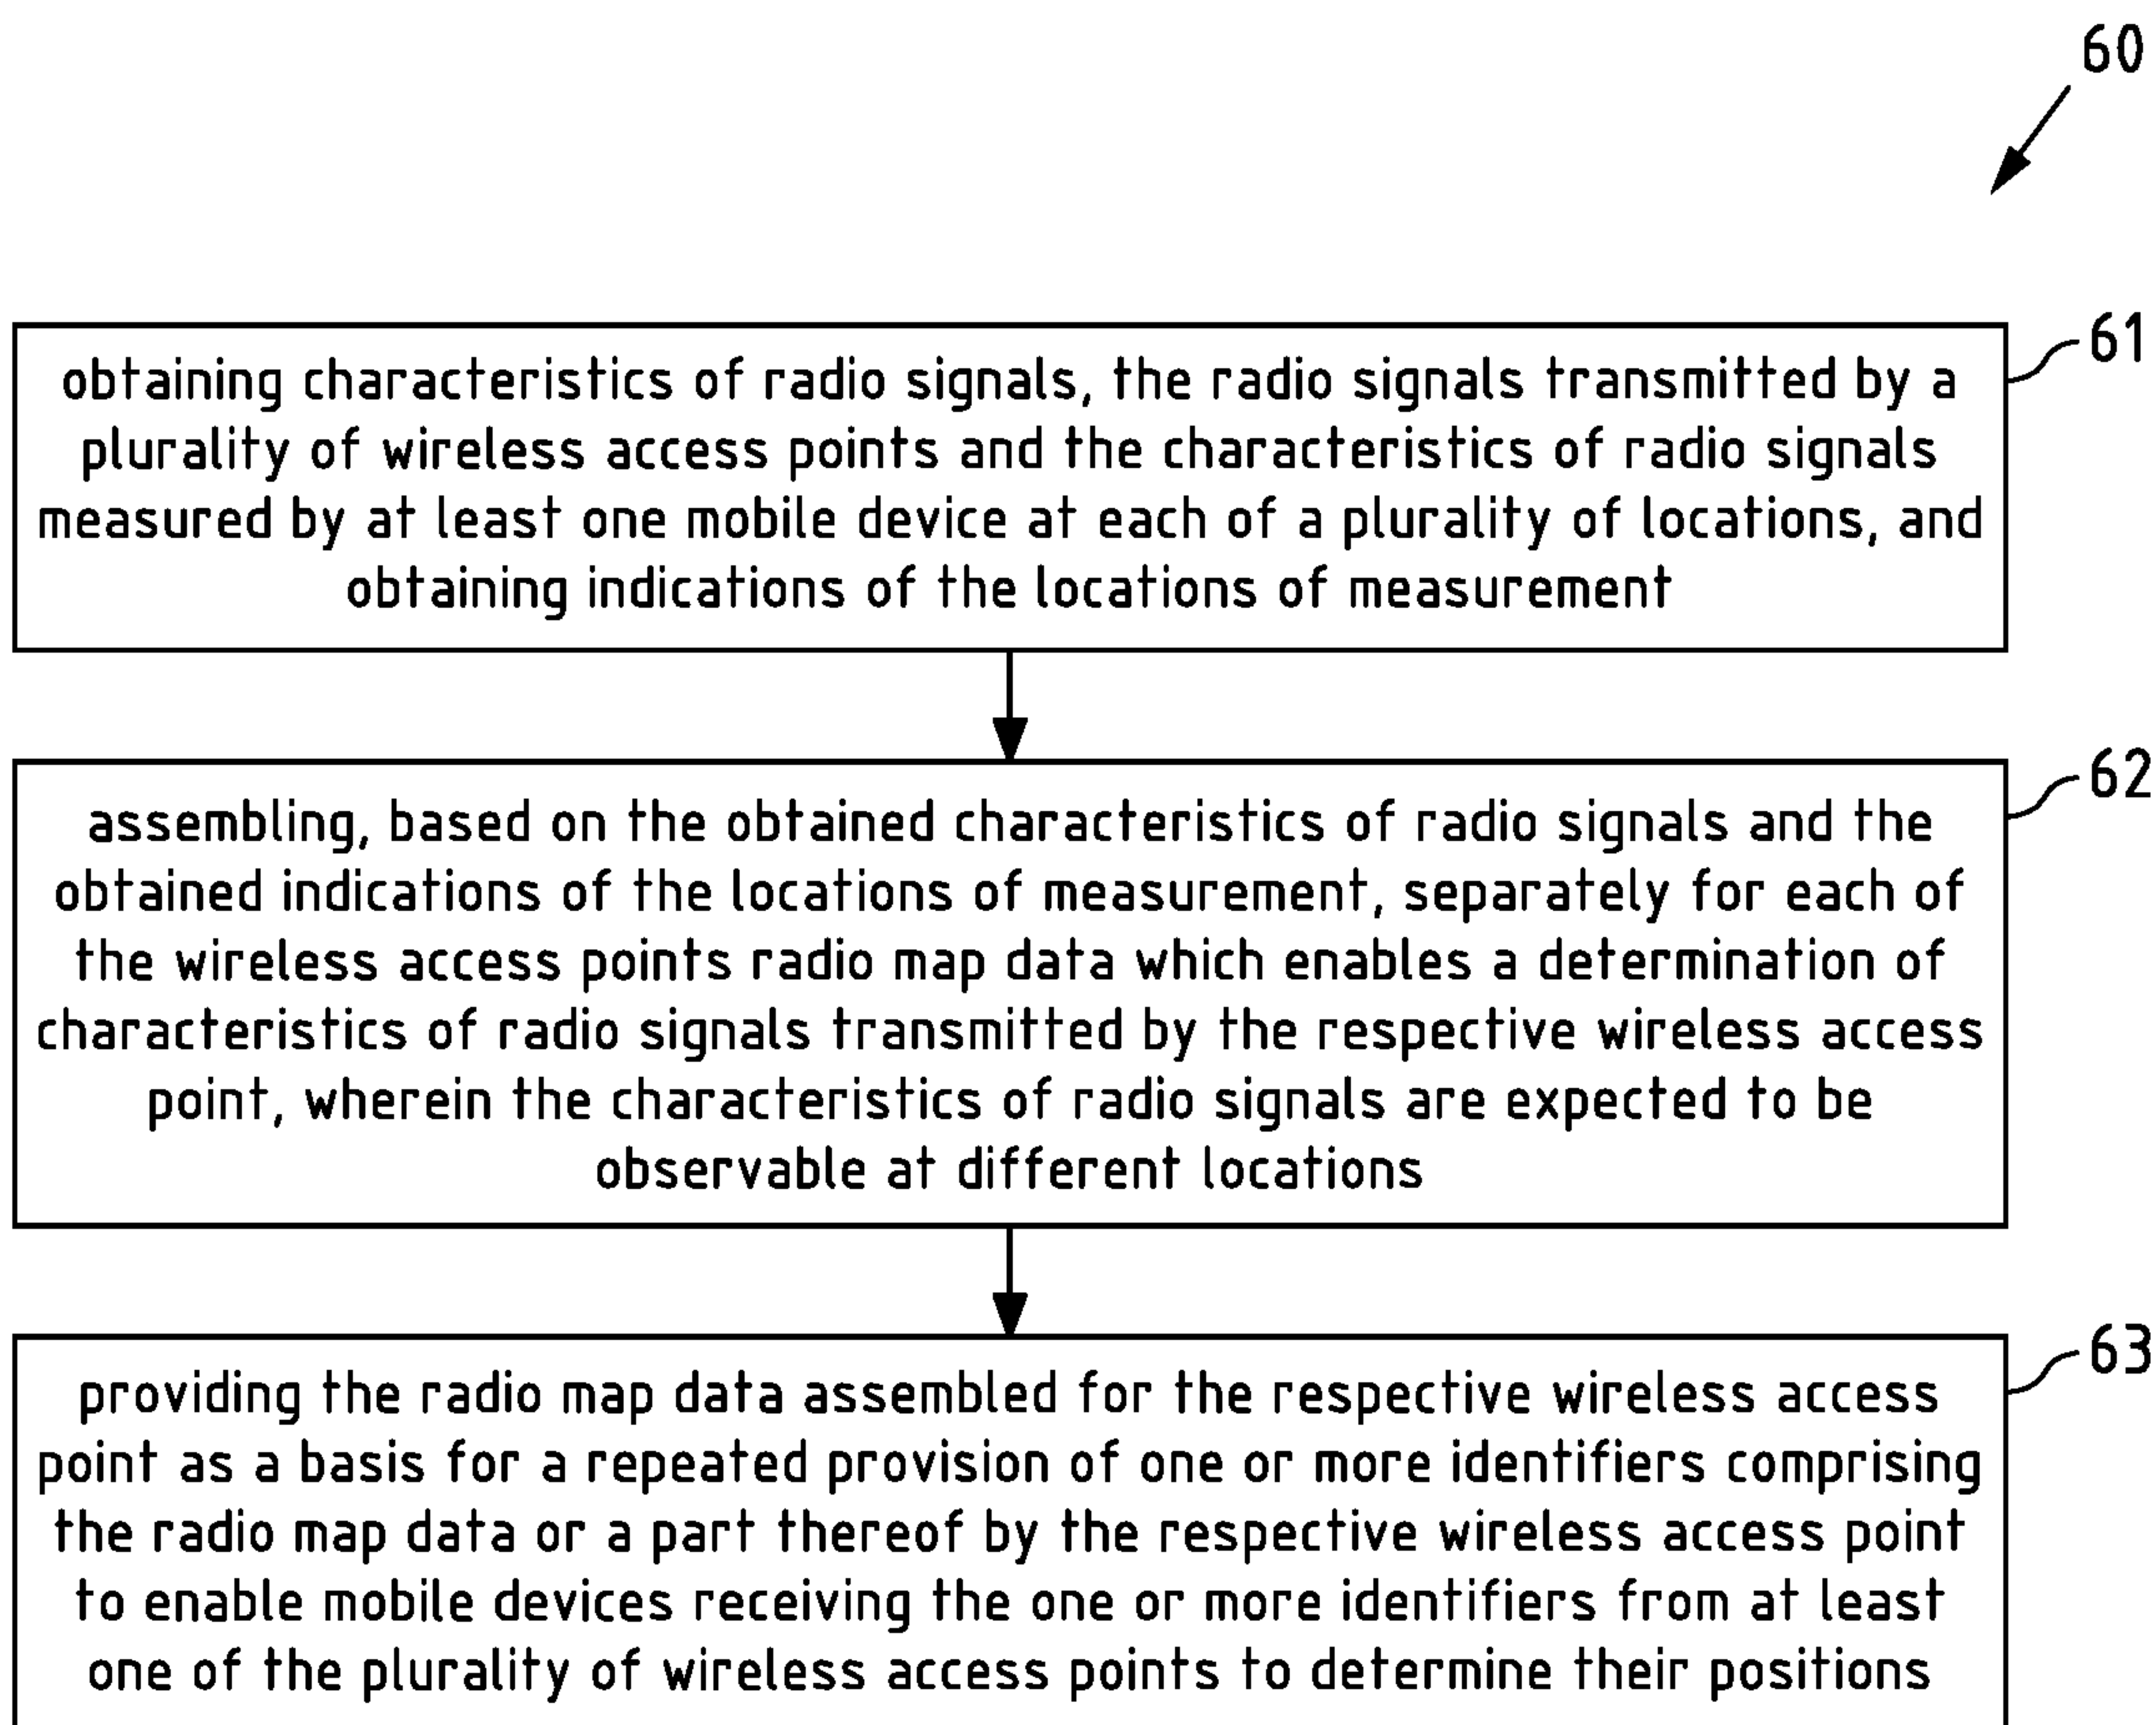 60
61
obtaining characteristics of radio signals, the radio signals transmitted by a
plurality of wireless access points and the characteristics of radio signals
measured by at least one mobile device at each of a plurality of locations, and
obtaining indications of the locations of measurement
62
assembling, based on the obtained characteristics of radio signals and the
obtained indications of the locations of measurement, separately for each of
the wireless access points radio map data which enables a determination of
characteristics of radio signals transmitted by the respective wireless access
point, wherein the characteristics of radio signals are expected to be
observable at different locations
63
providing the radio map data assembled for the respective wireless access
point as a basis for a repeated provision of one or more identifiers comprising
the radio map data or a part thereof by the respective wireless access point
to enable mobile devices receiving the one or more identifiers from at least
one of the plurality of wireless access points to determine their positions